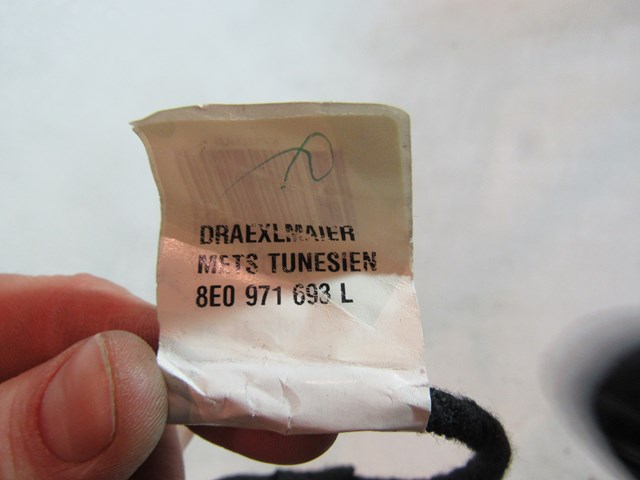 DRAEXLMAIER
METS TUNESIEN
8E0 971 693 L